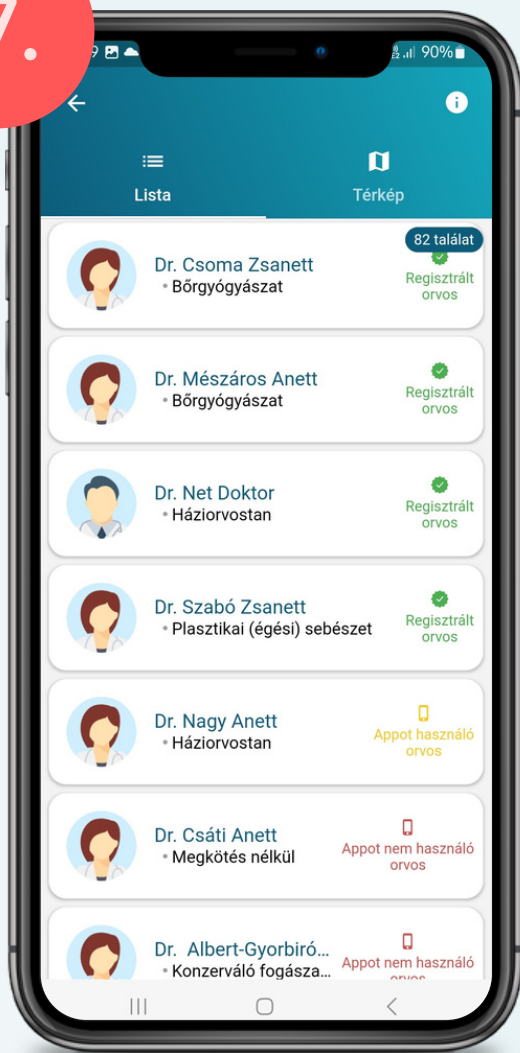 7.
9
90%
Lista
Térkép
82 találat
Dr. Csoma Zsanett
• Bőrgyógyászat
Regisztrált
orvos
Dr. Mészáros Anett
• Bőrgyógyászat
Regisztrált
orvos
Dr. Net Doktor
• Háziorvostan
Regisztrált
orvos
Dr. Szabó Zsanett
• Plasztikai (égési) sebészet
Regisztrált
orvos
Dr. Nagy Anett
• Háziorvostan
Appot használó
orvos
Dr. Csáti Anett
• Megkötés nélkül
Appot nem használó
orvos
Dr. Albert-Gyorbiró...
• Konzerváló fogásza...
Appot nem használó
orvos